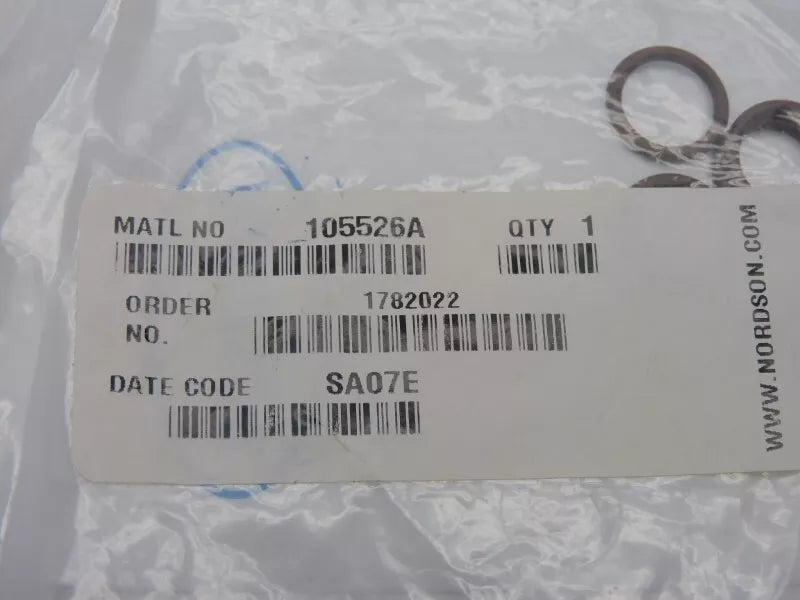 MATL NO 105526A QTY 1
ORDER NO. 1782022
DATE CODE SA07E
WWW.NORDSON.COM